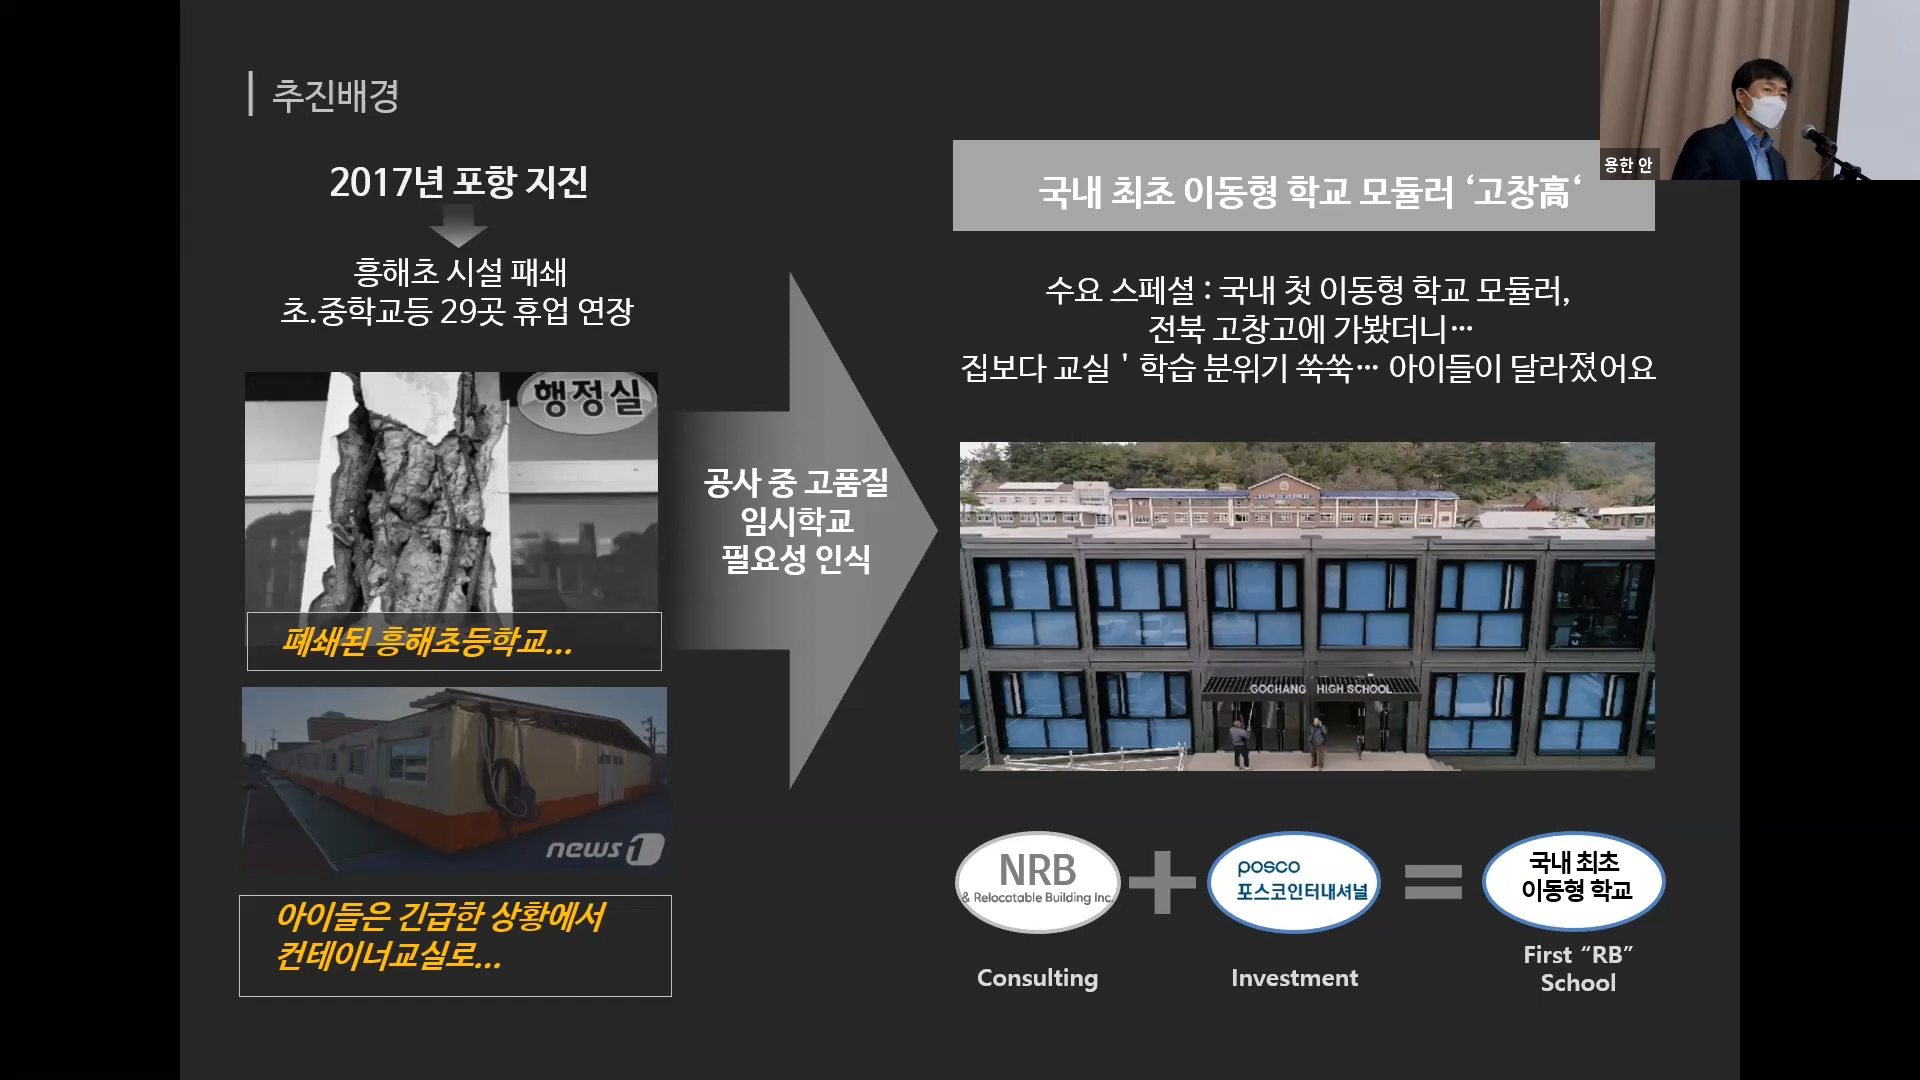 추진배경
2017년 포항 지진
흥해초 시설 패쇄
초.중학교등 29곳 휴업 연장
행정실
폐쇄된 흥해초등학교...
news1
아이들은 긴급한 상황에서
컨테이너교실로...
공사 중 고품질
임시학교
필요성 인식
국내 최초 이동형 학교 모듈러 ‘고창高‘
수요 스페셜 : 국내 첫 이동형 학교 모듈러,
전북 고창고에 가봤더니…
집보다 교실 ' 학습 분위기 쑥쑥… 아이들이 달라졌어요
GOCHANG HIGH SCHOOL
NRB
& Relocatable Building Inc.
Consulting
posco
포스코인터내셔널
Investment
국내 최초
이동형 학교
First “RB”
School
용한 안